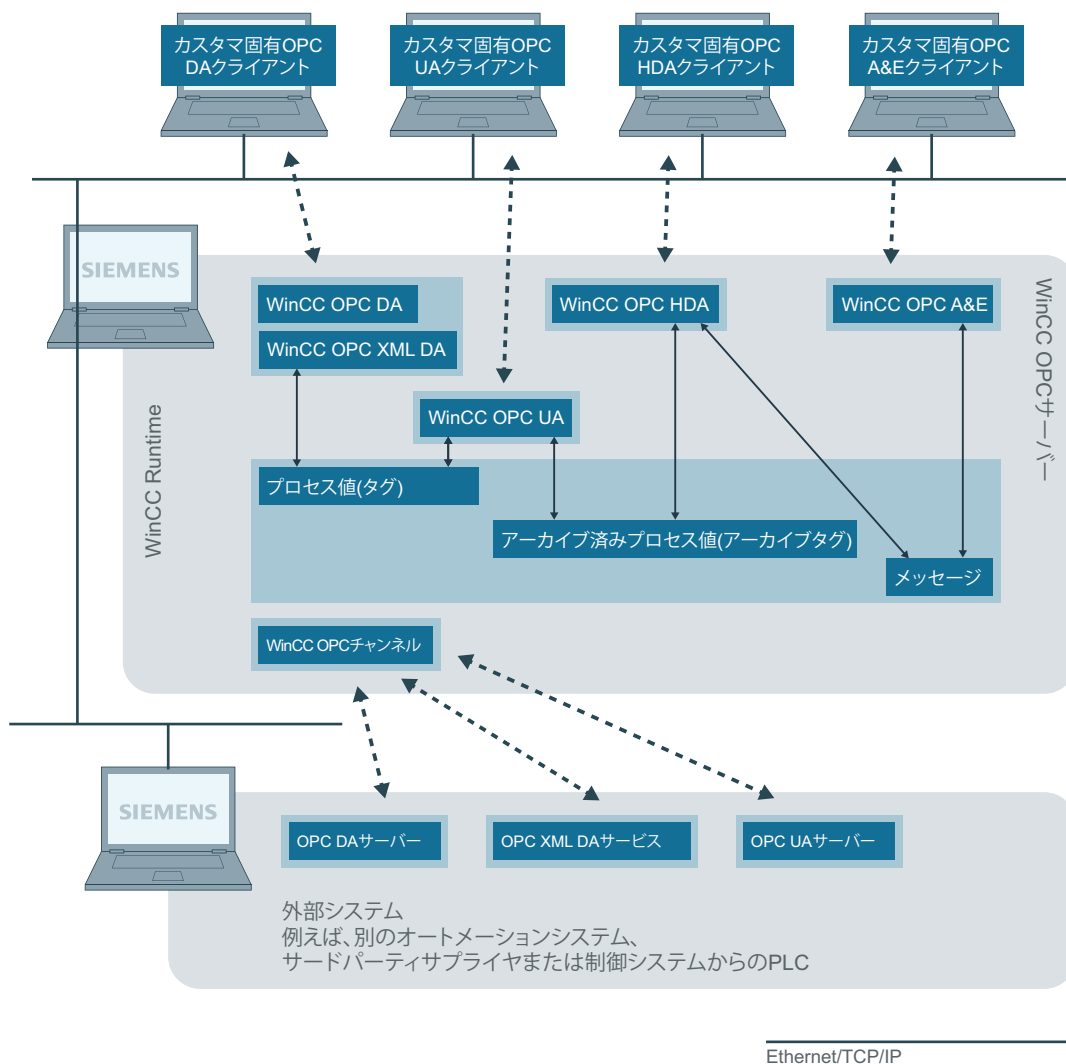 カスタマ固有OPC
DAクライアント
カスタマ固有OPC
UAクライアント
カスタマ固有OPC
HDAクライアント
カスタマ固有OPC
A&Eクライアント
SIEMENS
WinCC OPC DA
WinCC OPC XML DA
WinCC OPC HDA
WinCC OPC A&E
WinCC OPCサーバー
WinCC OPC UA
WinCC Runtime
プロセス値(タグ)
アーカイブ済みプロセス値(アーカイブタグ)
メッセージ
WinCC OPCチャンネル
SIEMENS
OPC DAサーバー
OPC XML DAサービス
OPC UAサーバー
外部システム
例えば、別のオートメーションシステム、
サードパーティサプライヤまたは制御システムからのPLC
Ethernet/TCP/IP